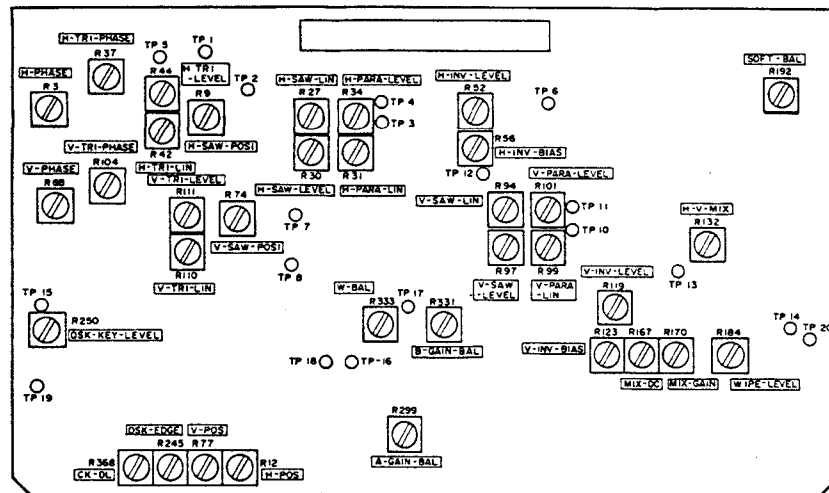 H-TRI-PHASE
R37
H-PHASE
R3
TP 5
TP 1
R44
H TRI
-LEVEL
R9
TP 2
H-SAW-LIN
R27
H-PARA-LEVEL
R34
TP 4
TP 3
H-INV-LEVEL
R52
TP 6
SOFT-BAL
R192
V-TRI-PHASE
R42
H-SAW-POSI
R56
H-INV-BIAS
V-PHASE
R68
R104
H-TRI-LIN
V-TRI-LEVEL
R111
R74
R30
H-SAW-LEVEL
R31
H-PARA-LIN
TP 12
V-PARA-LEVEL
V-SAW-LIN
R94
R101
TP 11
TP 10
H-V-MIX
R132
TP 7
V-SAW-POSI
TP 8
R110
V-TRI-LIN
R97
V-SAW
-LEVEL
R99
V-PARA
-LIN
V-INV-LEVEL
R119
TP 13
TP 15
R250
DSK-KEY-LEVEL
W-BAL
R333
TP 17
R331
B-GAIN-BAL
TP 18
TP-16
V-INV-BIAS
R123
R167
R170
R184
TP 14
TP 20
MIX-DC
MIX-GAIN
WIPE-LEVEL
TP 19
R299
A-GAIN-BAL
DSK-EDGE
V-POS
R245
R77
R368
CK-DL
R12
H-POS